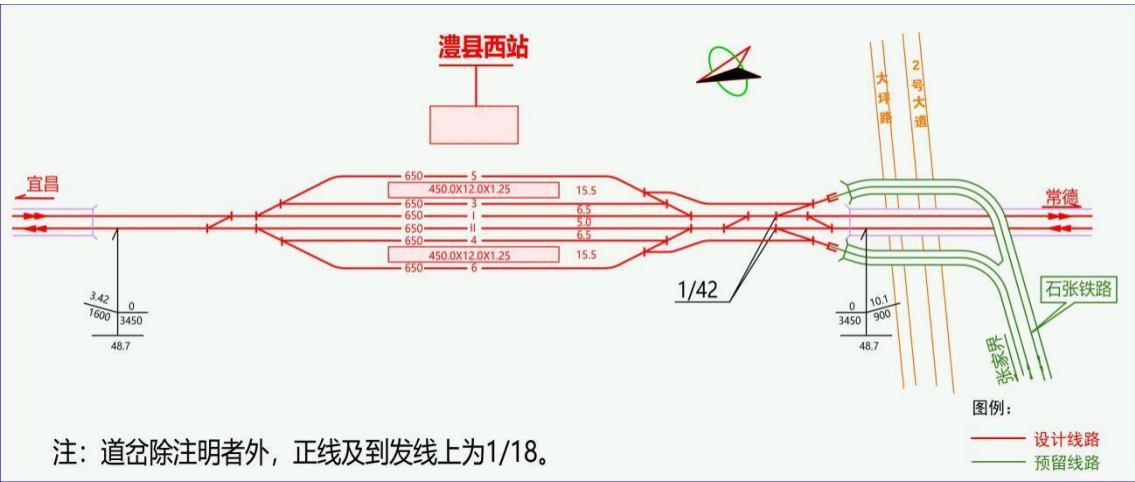 澧县西站
大坪路
2号大道
宜昌
常德
650 5
450.0X12.0X1.25 15.5
650 3
6.5
650 I
5.0
650 II
6.5
650 4
450.0X12.0X1.25 15.5
650 6
1/42
3.42 0
1600 3450
48.7
0 10.1
3450 900
48.7
石张铁路
张家界
图例：
设计线路
预留线路
注：道岔除注明者外，正线及到发线上为1/18。